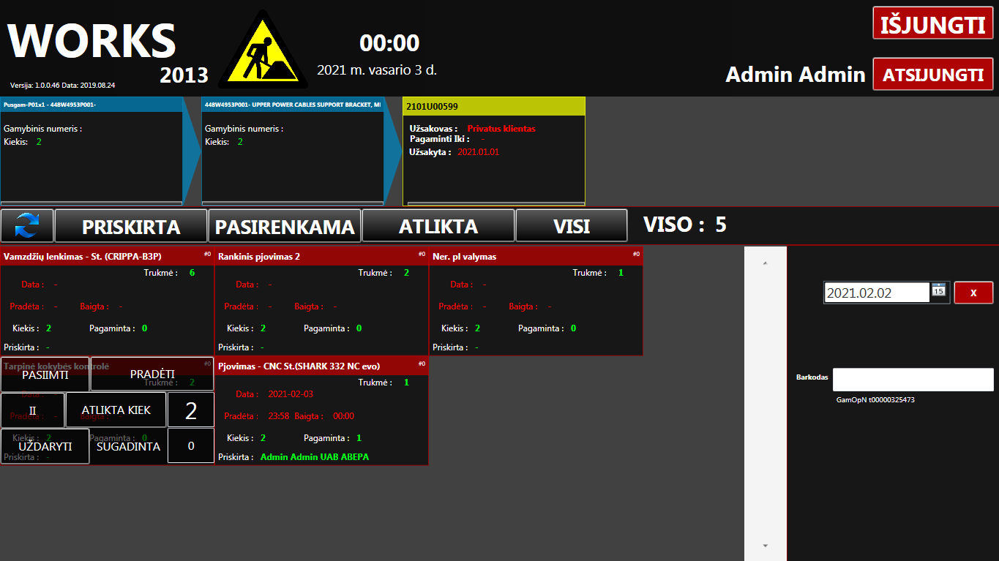 WORKS
2013
Versija: 1.0.0.46 Data: 2019.08.24
00:00
2021 m. vasario 3 d.
IŠJUNGTI
Admin Admin
ATSIJUNGTI
Pusgam-P01x1 - 448W4953P001-
Gamybinis numeris :
Kiekis: 2
448W4953P001- UPPER POWER CABLES SUPPORT BRACKET, MI
Gamybinis numeris :
Kiekis: 2
2101U00599
Užsakovas : Privatus klientas
Pagaminti Iki : -
Užsakyta : 2021.01.01
PRISKIRTA
PASIRENKAMA
ATLIKTA
VISI
VISO : 5
Vamzdžių lenkimas - St. (CRIPPA-B3P) #0
Trukmė : 6
Data : -
Pradėta : - Baigta : -
Kiekis : 2 Pagaminta : 0
Priskirta : -
Rankinis pjovimas 2 #0
Trukmė : 2
Data : -
Pradėta : - Baigta : -
Kiekis : 2 Pagaminta : 0
Priskirta : -
Ner. pl valymas #0
Trukmė : 1
Data : -
Pradėta : - Baigta : -
Kiekis : 2 Pagaminta : 0
Priskirta : -
Tarpinė kokybės kontrolė #0
Trukmė : 2
Data : -
Pradėta : - Baigta : -
Kiekis : 2 Pagaminta : 0
Priskirta : -
PASIIMTI
PRADĖTI
II
ATLIKTA KIEK
2
UŽDARYTI
SUGADINTA
0
Pjovimas - CNC St.(SHARK 332 NC evo) #0
Trukmė : 1
Data : 2021-02-03
Pradėta : 23:58 Baigta : 00:00
Kiekis : 2 Pagaminta : 1
Priskirta : Admin Admin UAB ABEPA
2021.02.02
15
X
Barkodas
GamOpN t00000325473